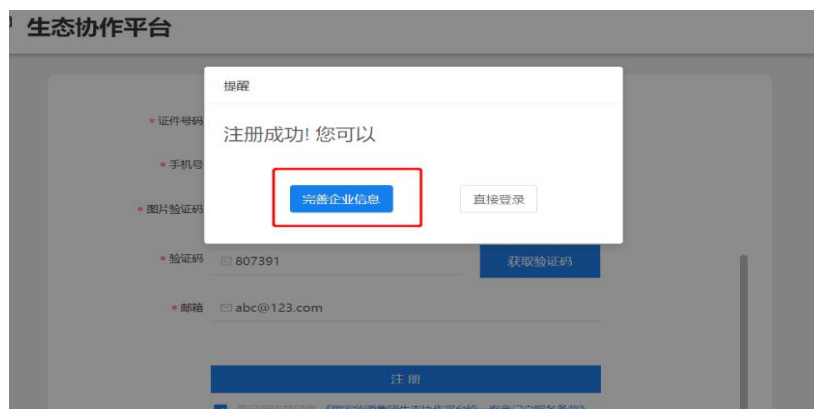 生态协作平台
提醒
* 证件号码
注册成功! 您可以
* 手机号
完善企业信息 直接登录
* 图片验证码
* 验证码 807391 获取验证码
* 邮箱 abc@123.com
注 册